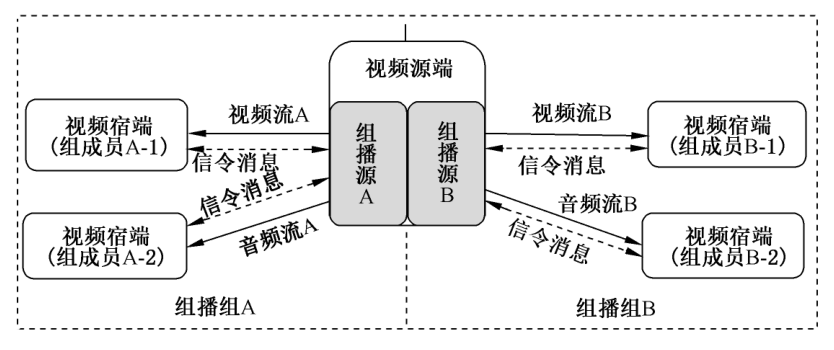 视频源端
组播源A
组播源B
视频宿端
(组成员A-1)
视频流A
信令消息
信令消息
音频流A
视频宿端
(组成员A-2)
视频流B
信令消息
视频宿端
(组成员B-1)
音频流B
信令消息
视频宿端
(组成员B-2)
组播组A
组播组B